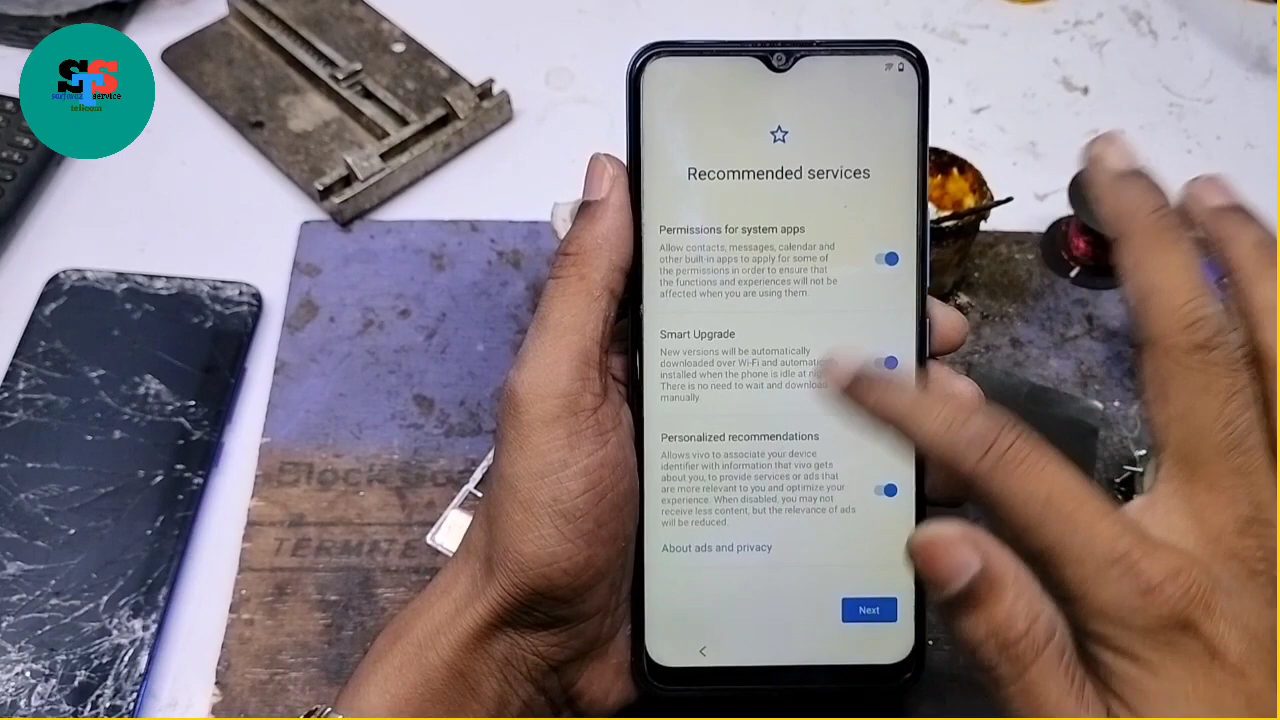 STS
service
telicom
Recommended services
Permissions for system apps
Allow contacts, messages, calendar and
other built-in apps to apply for some of
the permissions in order to ensure that
the functions and experiences will not be
affected when you are using them.
Smart Upgrade
New versions will be automatically
downloaded over Wi-Fi and
installed when the phone is idle at
There is no need to wait and download
manually.
Personalized recommendations
Allows vivo to associate your device
identifier with information that vivo gets
about you, to provide services or ads that
are more relevant to you and optimize your
experience. When disabled, you may not
receive less content, but the relevance of ads
will be reduced.
About ads and privacy
Next
Block
TERMITE